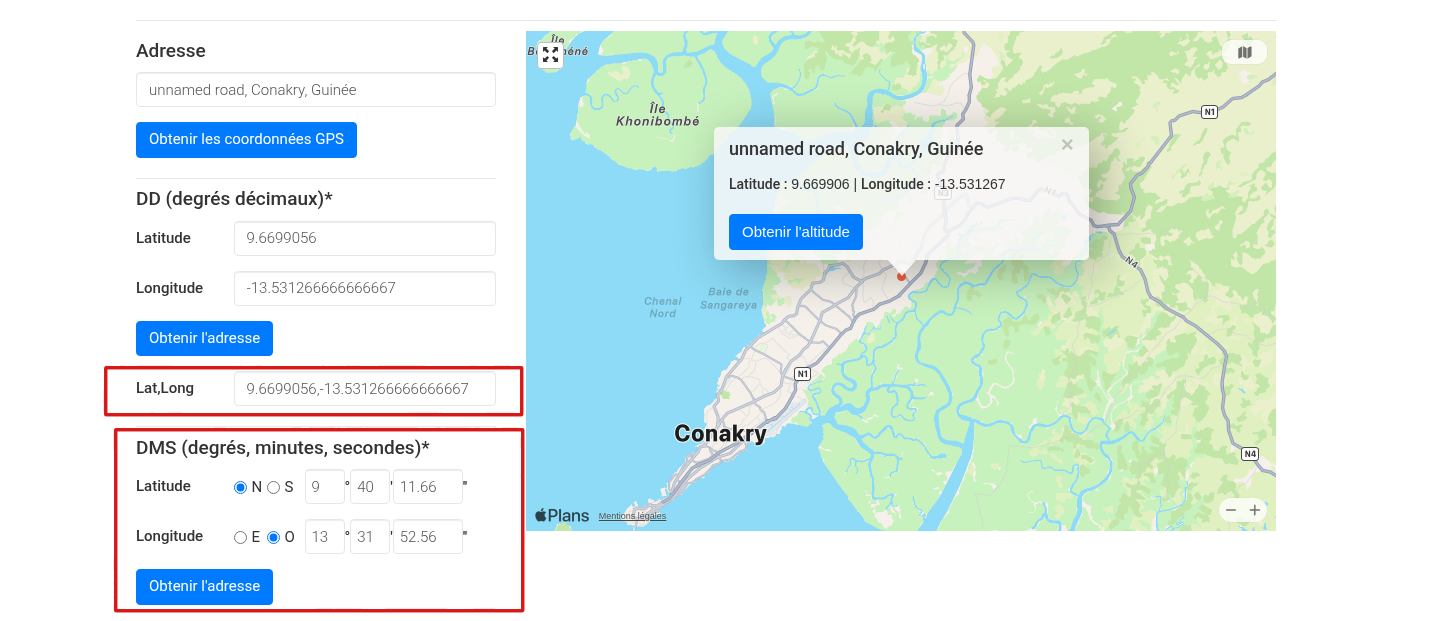 Adresse
unnamed road, Conakry, Guinée
Obtenir les coordonnées GPS
DD (degrés décimaux)*
Latitude 9.6699056
Longitude -13.531266666666667
Obtenir l'adresse
Lat,Long 9.6699056,-13.531266666666667
DMS (degrés, minutes, secondes)*
Latitude N S 9 ° 40 ' 11.66 "
Longitude E O 13 ° 31 ' 52.56 "
Obtenir l'adresse
Île
Île
Khonibombé
N1
unnamed road, Conakry, Guinée ×
Latitude : 9.669906 | Longitude : -13.531267
N3
N3
Obtenir l'altitude
N4
Baie de
Sangareya
Chenal
Nord
N1
Conakry
N4
Plans Mentions légales
− +